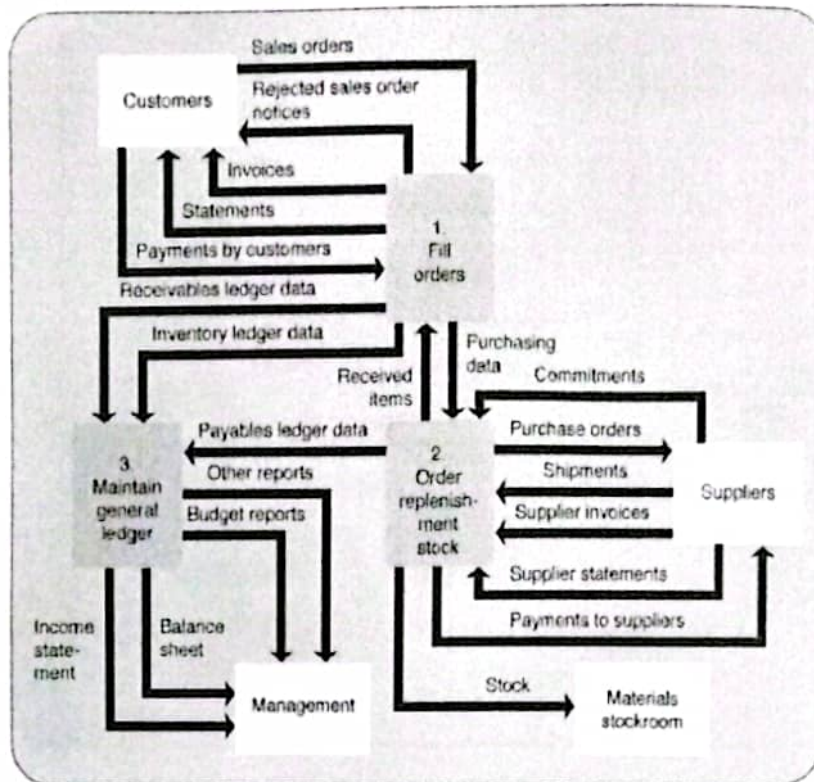 Sales orders
Customers
Rejected sales order
notices
Invoices
Statements
1.
Fill
orders
Payments by customers
Receivables ledger data
Inventory ledger data
Purchasing
data
Received
items
Commitments
Payables ledger data
Purchase orders
3.
Maintain
general
ledger
Other reports
Budget reports
2.
Order
replenish-
ment
stock
Shipments
Supplier invoices
Suppliers
Supplier statements
Payments to suppliers
Income
state-
ment
Balance
sheet
Management
Stock
Materials
stockroom